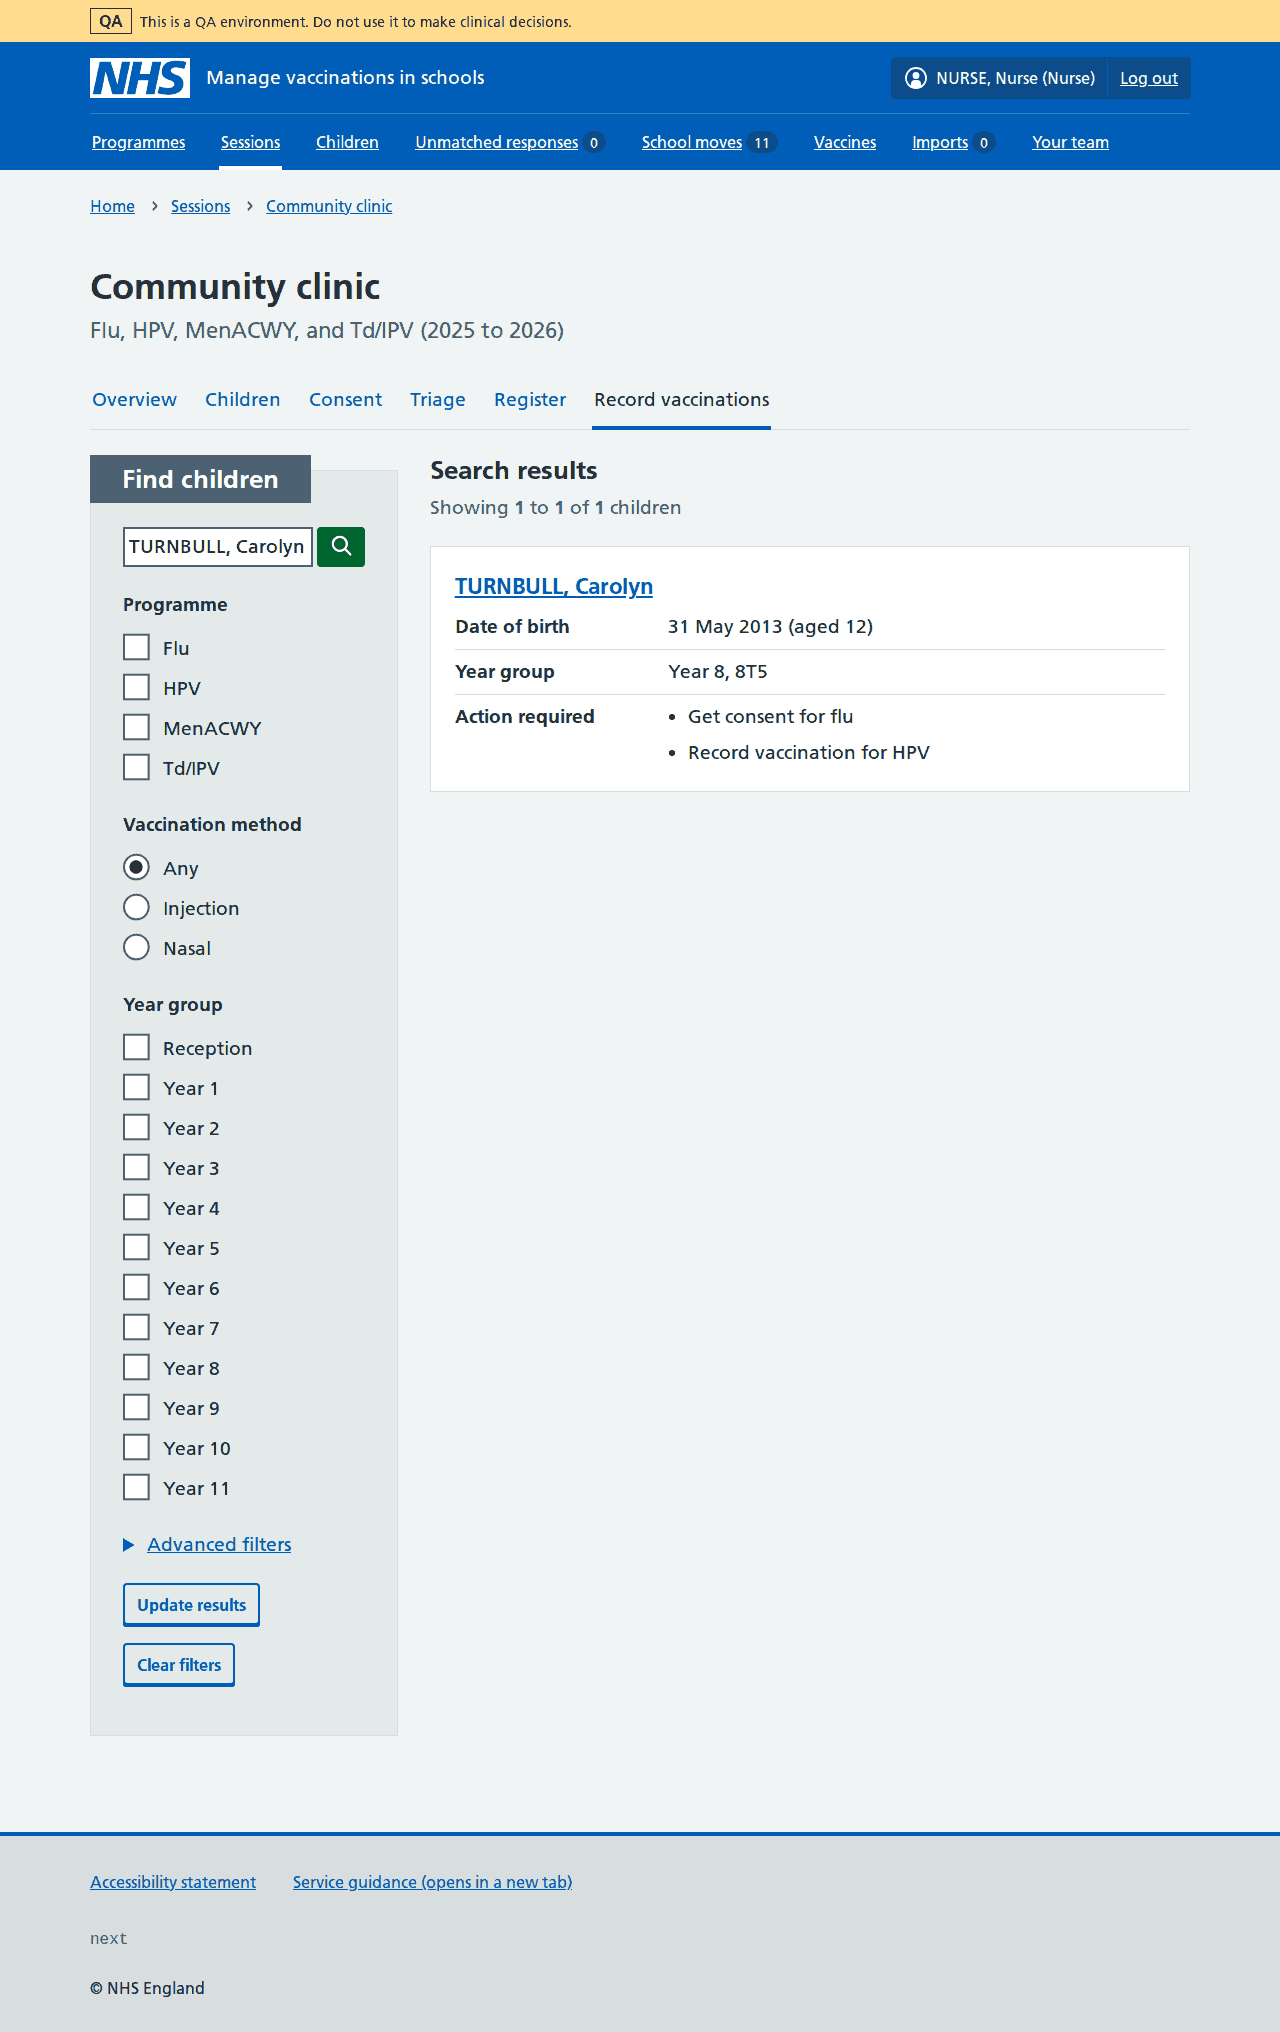 QA This is a QA environment. Do not use it to make clinical decisions.
NHS Manage vaccinations in schools NURSE, Nurse (Nurse) Log out
Programmes Sessions Children Unmatched responses 0 School moves 11 Vaccines Imports 0 Your team
Home Sessions Community clinic
Community clinic
Flu, HPV, MenACWY, and Td/IPV (2025 to 2026)
Overview Children Consent Triage Register Record vaccinations
Find children
TURNBULL, Carolyn
Programme
Flu
HPV
MenACWY
Td/IPV
Vaccination method
Any
Injection
Nasal
Year group
Reception
Year 1
Year 2
Year 3
Year 4
Year 5
Year 6
Year 7
Year 8
Year 9
Year 10
Year 11
Advanced filters
Update results
Clear filters
Search results
Showing 1 to 1 of 1 children
TURNBULL, Carolyn
Date of birth 31 May 2013 (aged 12)
Year group Year 8, 8T5
Action required • Get consent for flu
• Record vaccination for HPV
Accessibility statement Service guidance (opens in a new tab)
next
© NHS England